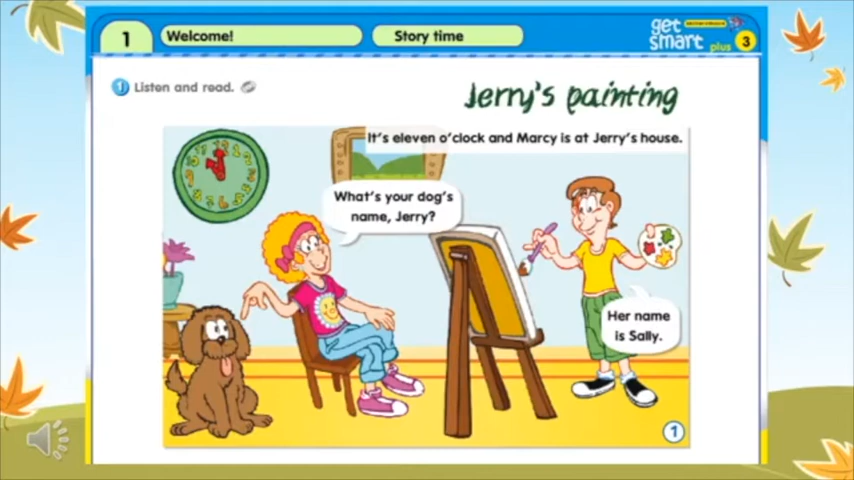 1
Welcome!
Story time
get
smart plus 3
1 Listen and read.
Jerry's painting
It's eleven o'clock and Marcy is at Jerry's house.
What's your dog's
name, Jerry?
Her name
is Sally.
1